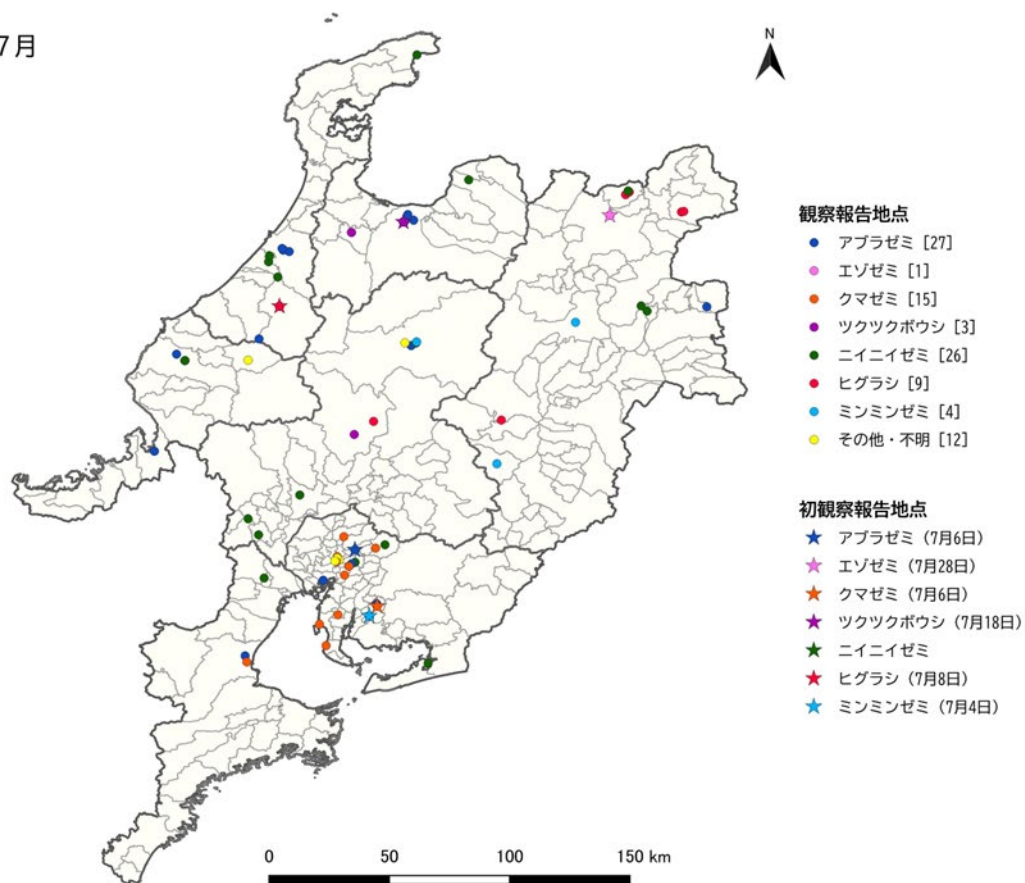 7月
N
観察報告地点
アブラゼミ [27]
エゾゼミ [1]
クマゼミ [15]
ツクツクボウシ [3]
ニイニイゼミ [26]
ヒグラシ [9]
ミンミンゼミ [4]
その他・不明 [12]
初観察報告地点
アブラゼミ（7月6日）
エゾゼミ（7月28日）
クマゼミ（7月6日）
ツクツクボウシ（7月18日）
ニイニイゼミ
ヒグラシ（7月8日）
ミンミンゼミ（7月4日）
0 50 100 150 km